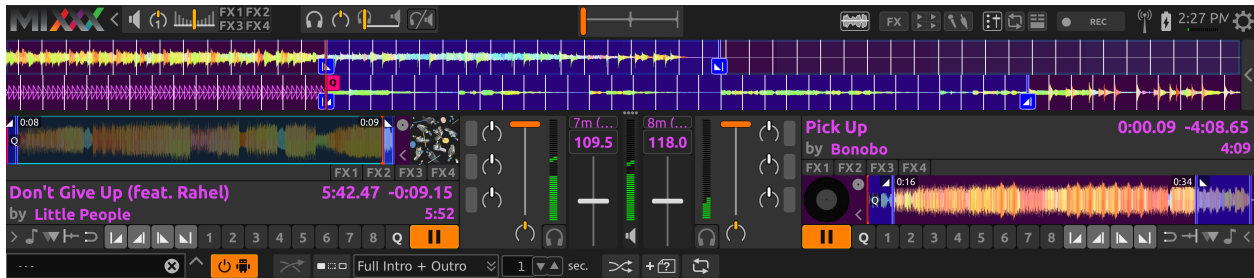 MIXXX
FX1 FX2
FX3 FX4
FX
REC
2:27 PM
Q
0:08
0:09
Q
7m (...
8m (...
109.5
118.0
Pick Up
0:00.09 -4:08.65
by Bonobo
4:09
FX1 FX2 FX3 FX4
FX1 FX2 FX3 FX4
Don't Give Up (feat. Rahel)
5:42.47 -0:09.15
by Little People
5:52
0:16
0:34
Q
1 2 3 4 5 6 7 8 Q
Q 1 2 3 4 5 6 7 8
---
Full Intro + Outro
1
sec.